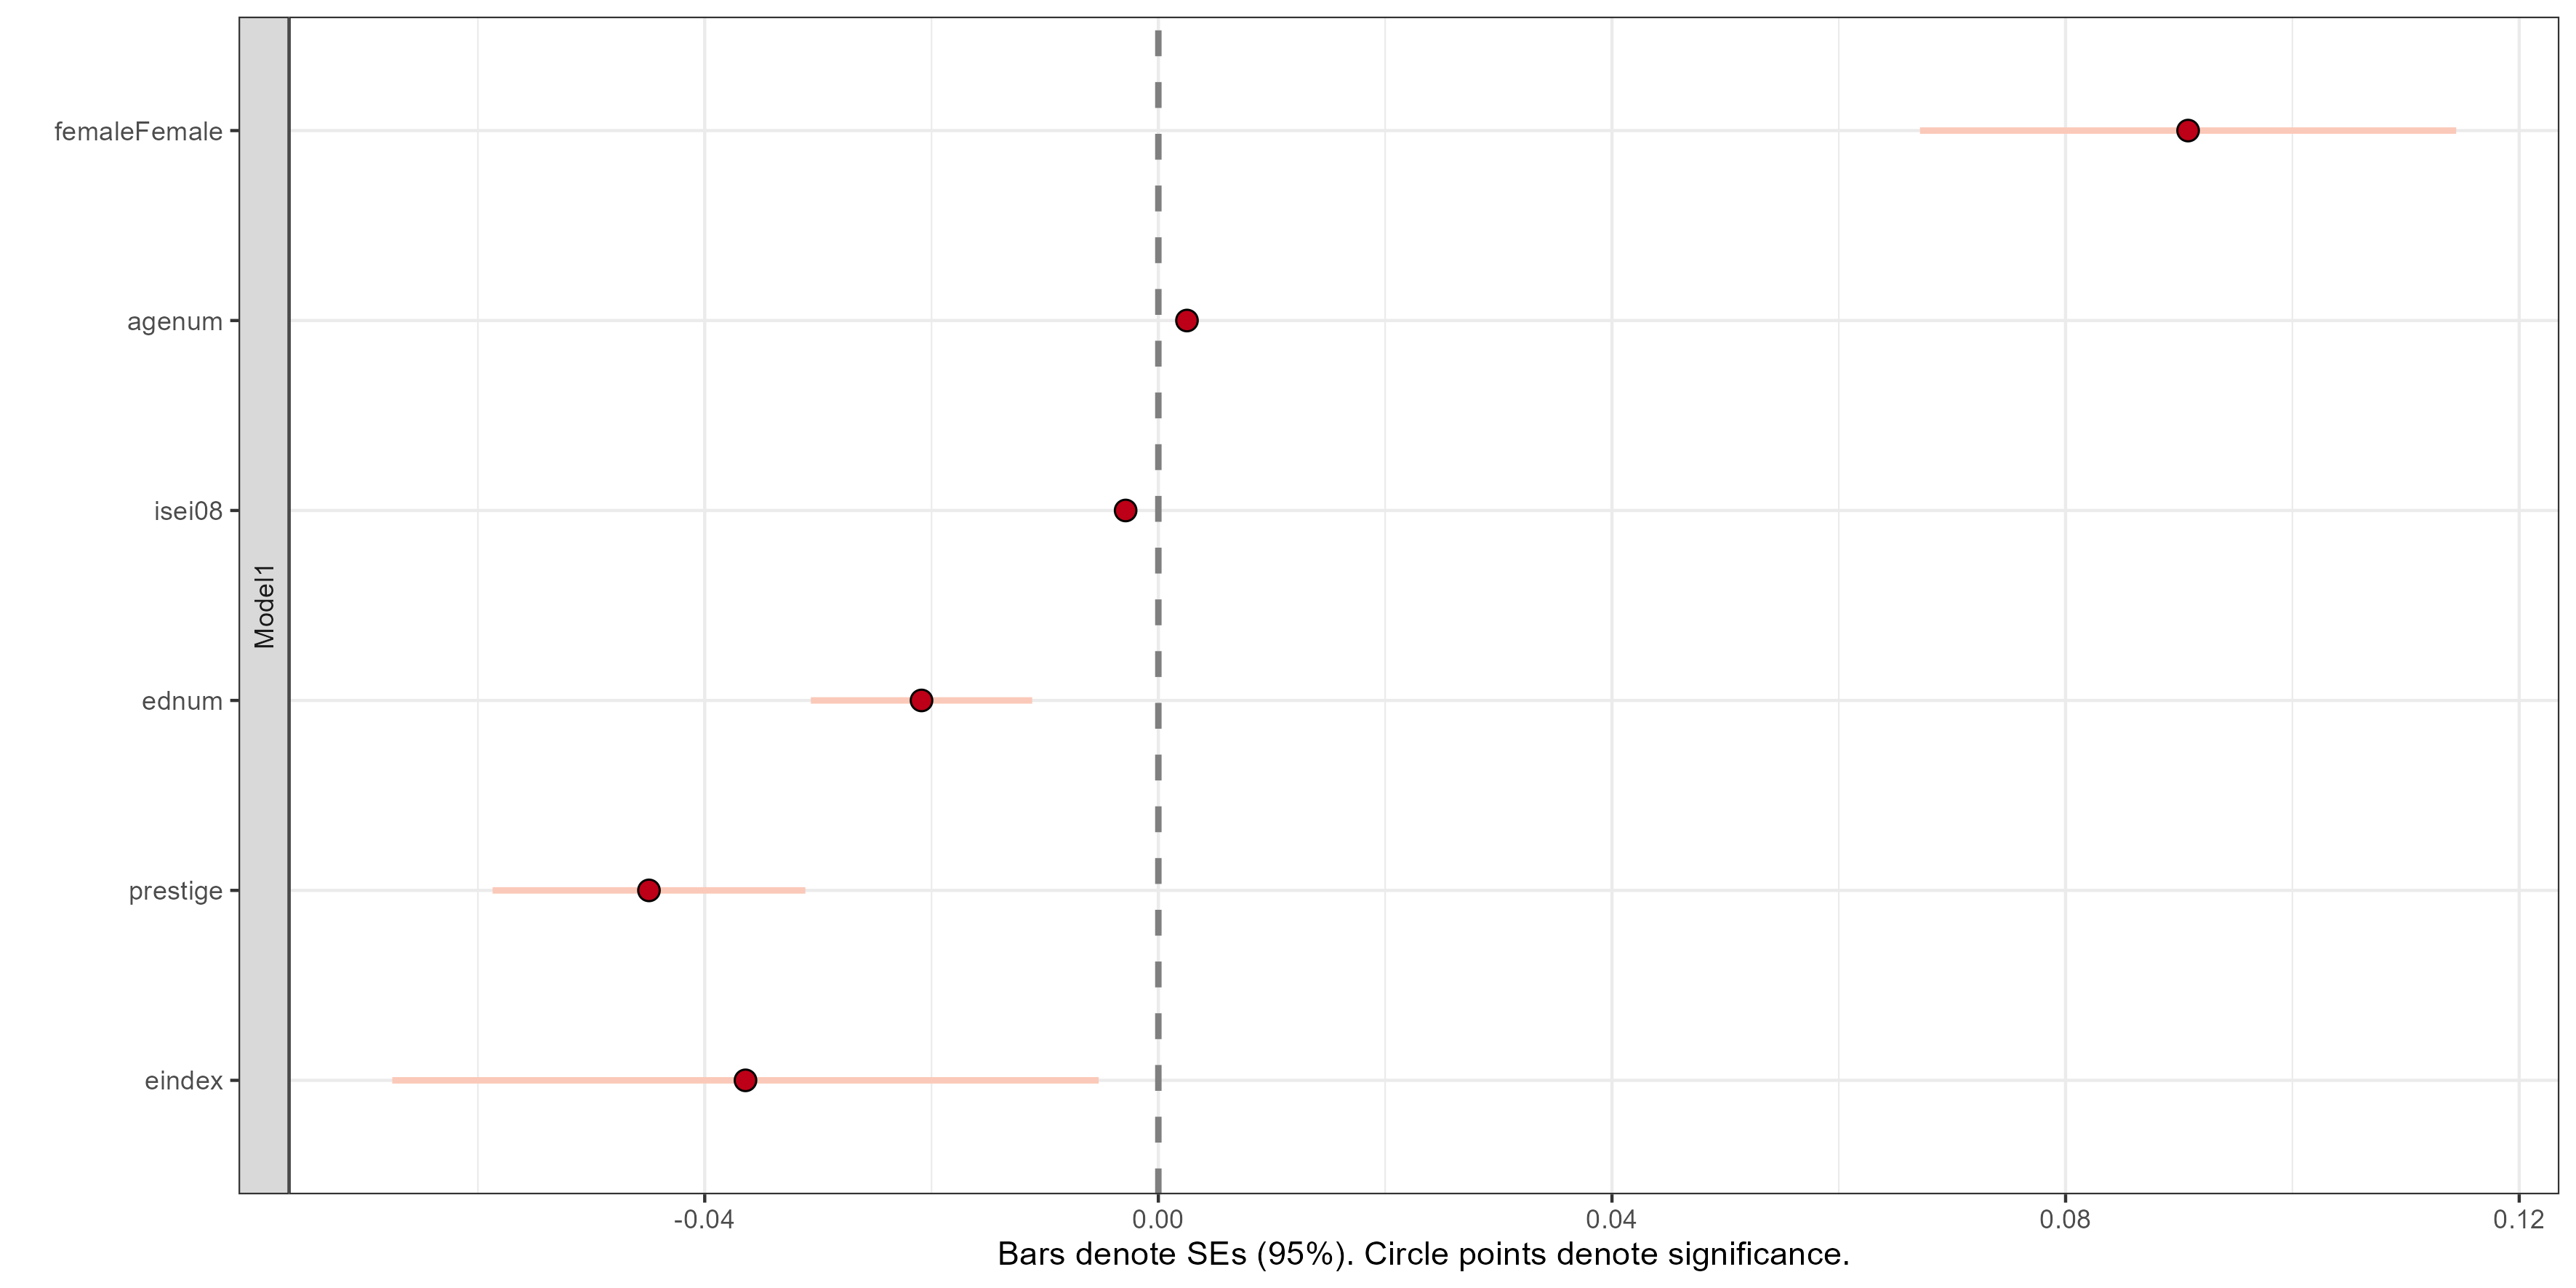 femaleFemale
agenum
isei08
ednum
prestige
eindex
Model1
-0.04 0.00 0.04 0.08 0.12
Bars denote SEs (95%). Circle points denote significance.